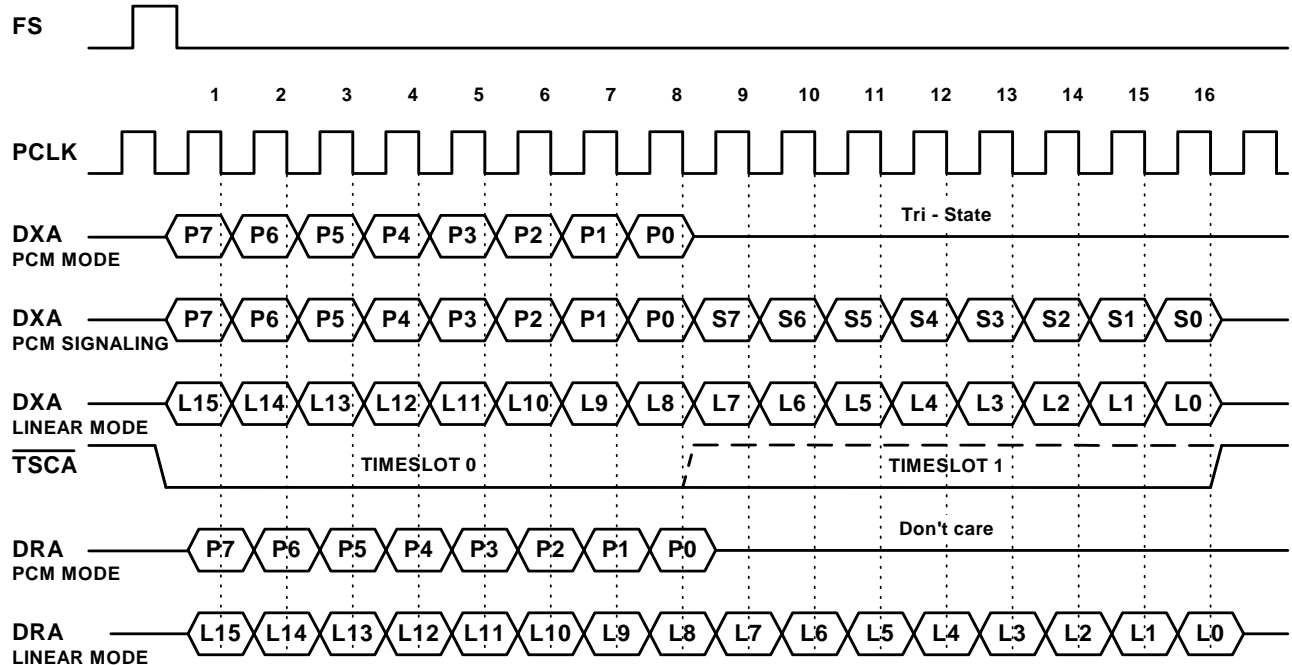 FS
1 2 3 4 5 6 7 8 9 10 11 12 13 14 15 16
PCLK
Tri - State
DXA P7 P6 P5 P4 P3 P2 P1 P0
PCM MODE
DXA P7 P6 P5 P4 P3 P2 P1 P0 S7 S6 S5 S4 S3 S2 S1 S0
PCM SIGNALING
DXA L15 L14 L13 L12 L11 L10 L9 L8 L7 L6 L5 L4 L3 L2 L1 L0
LINEAR MODE
TSCA TIMESLOT 0 TIMESLOT 1
Don't care
DRA P7 P6 P5 P4 P3 P2 P1 P0
PCM MODE
DRA L15 L14 L13 L12 L11 L10 L9 L8 L7 L6 L5 L4 L3 L2 L1 L0
LINEAR MODE